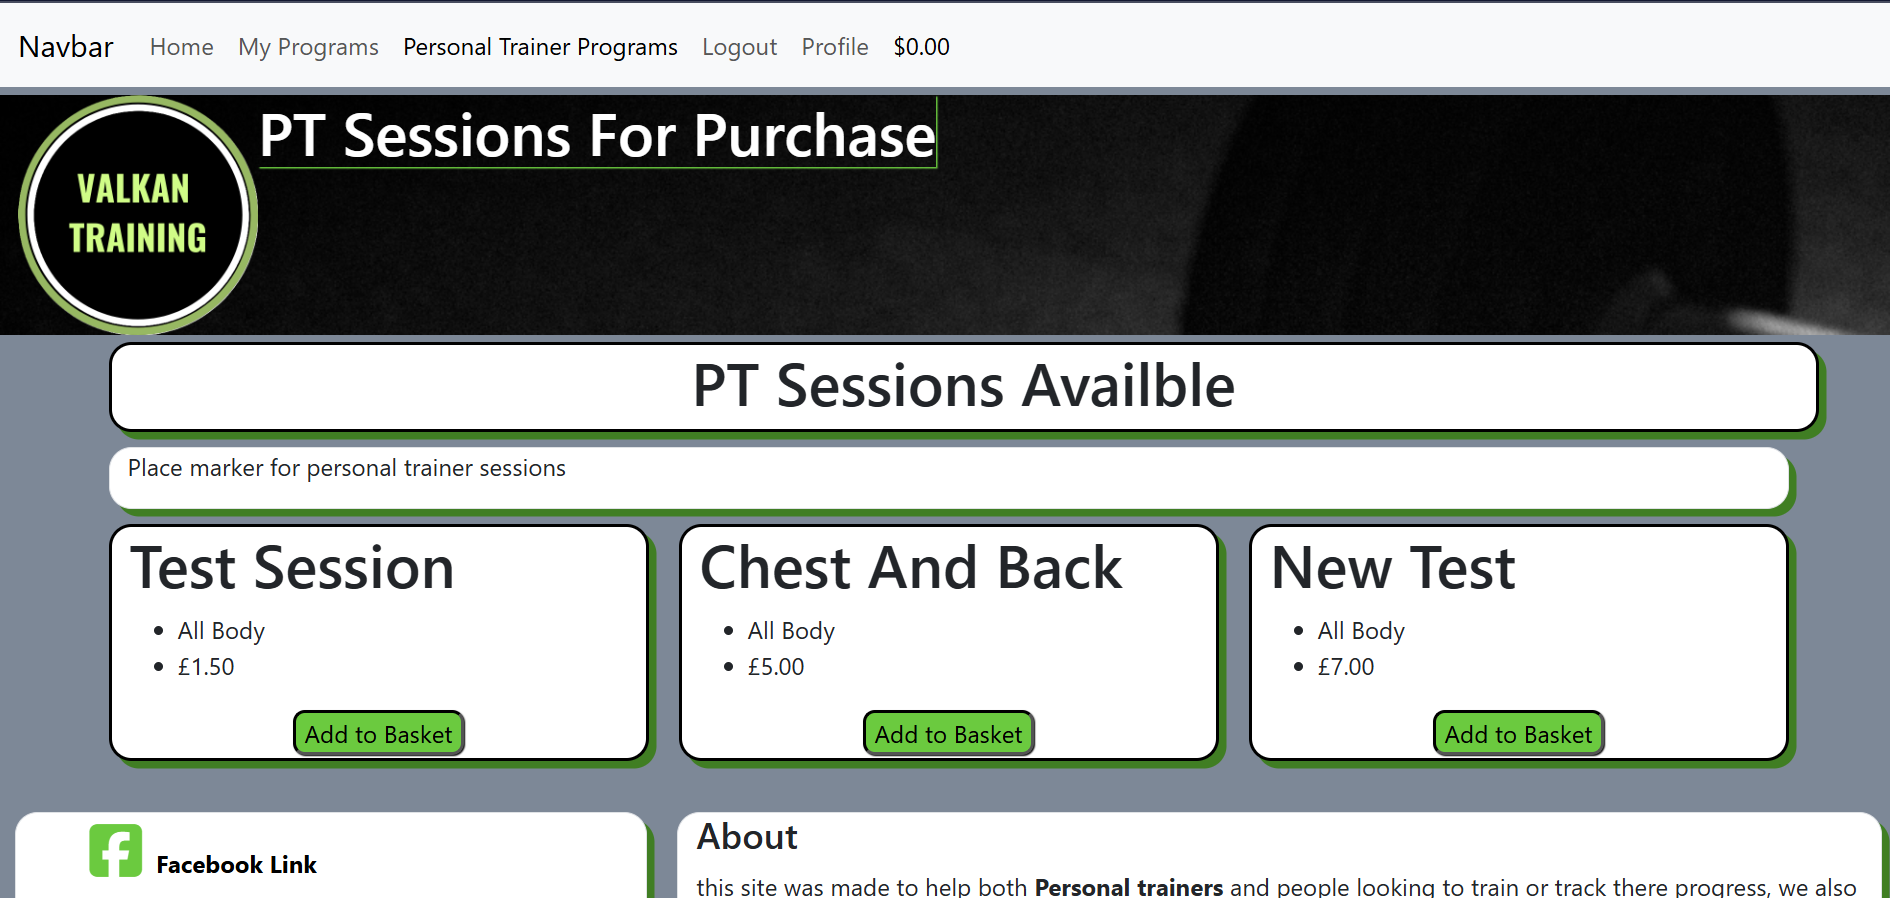 Navbar Home My Programs Personal Trainer Programs Logout Profile $0.00
VALKAN
TRAINING
PT Sessions For Purchase
PT Sessions Availble
Place marker for personal trainer sessions
Test Session
All Body
£1.50
Add to Basket
Chest And Back
All Body
£5.00
Add to Basket
New Test
All Body
£7.00
Add to Basket
Facebook Link
About
this site was made to help both Personal trainers and people looking to train or track there progress, we also